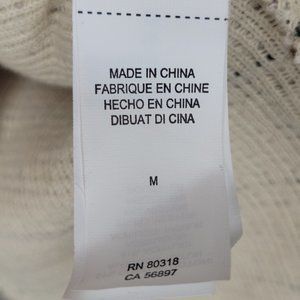 MADE IN CHINA
FABRIQUE EN CHINE
HECHO EN CHINA
DIBUAT DI CINA
M
RN 80318
CA 56897